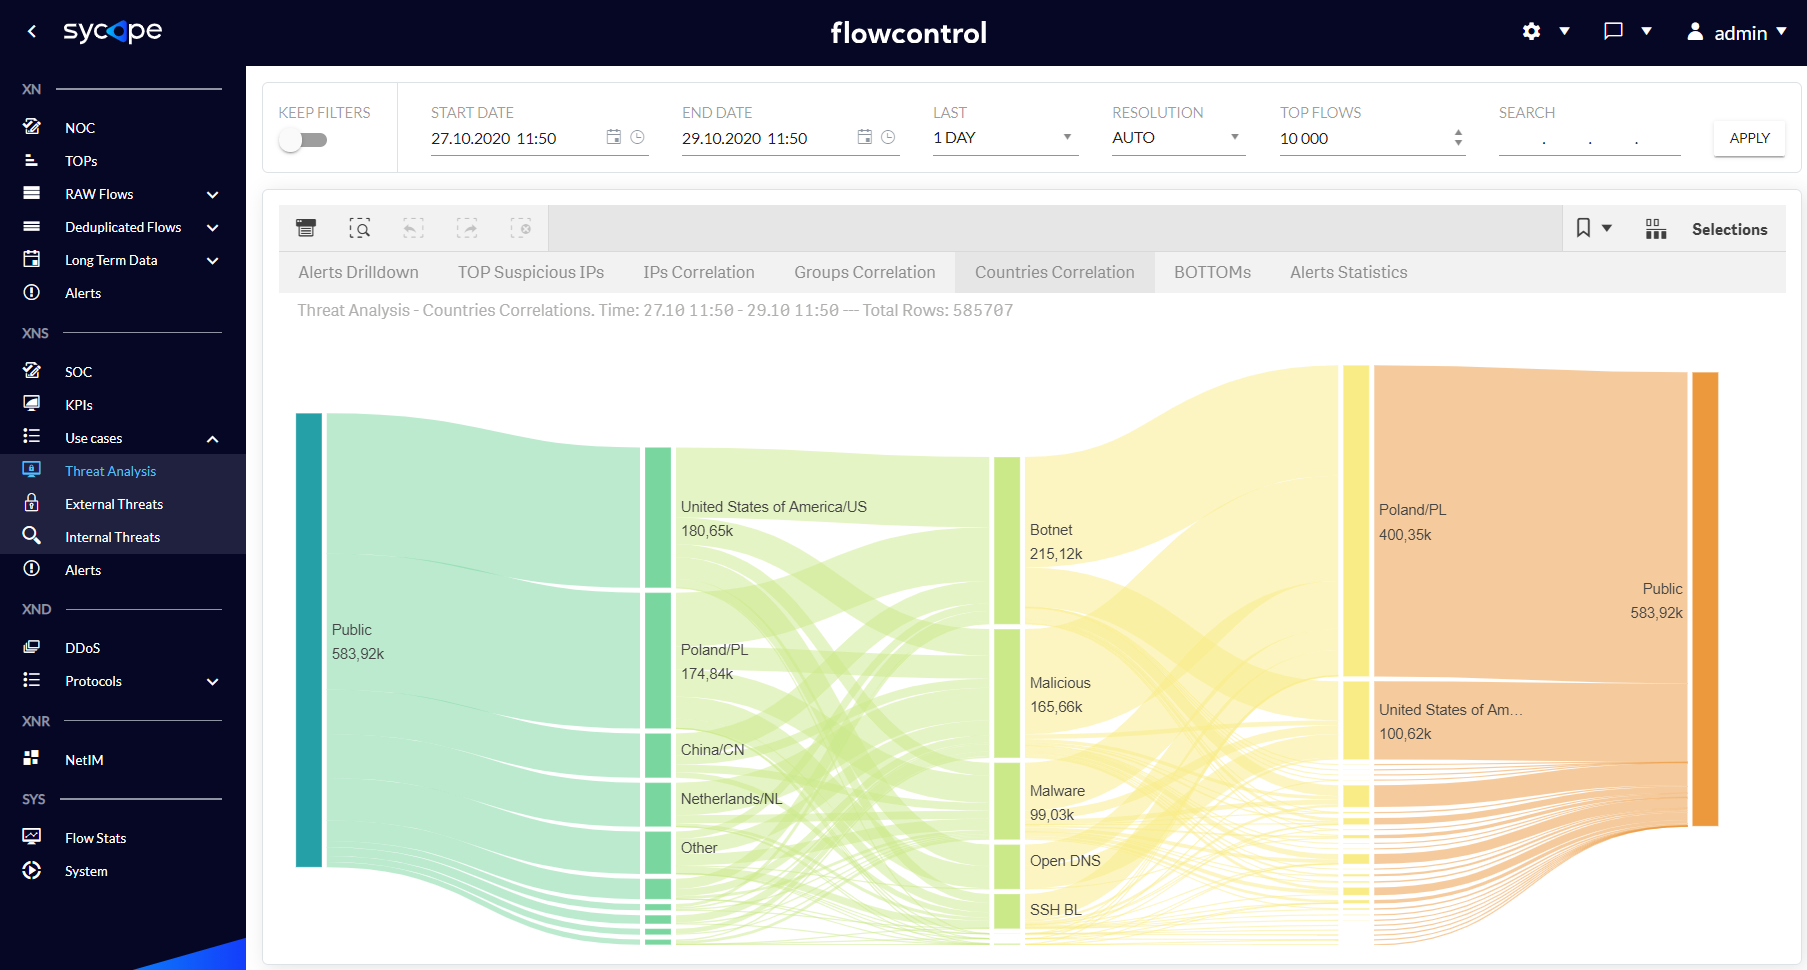 sycope
flowcontrol
admin
XN
NOC
TOPs
RAW Flows
Deduplicated Flows
Long Term Data
Alerts
XNS
SOC
KPIs
Use cases
Threat Analysis
External Threats
Internal Threats
Alerts
XND
DDoS
Protocols
XNR
NetIM
SYS
Flow Stats
System
KEEP FILTERS
START DATE
27.10.2020 11:50
END DATE
29.10.2020 11:50
LAST
1 DAY
RESOLUTION
AUTO
TOP FLOWS
10 000
SEARCH
. . .
APPLY
Selections
Alerts Drilldown
TOP Suspicious IPs
IPs Correlation
Groups Correlation
Countries Correlation
BOTTOMs
Alerts Statistics
Threat Analysis - Countries Correlations. Time: 27.10 11:50 - 29.10 11:50 --- Total Rows: 585707
Public
583,92k
United States of America/US
180,65k
Poland/PL
174,84k
China/CN
Netherlands/NL
Other
Botnet
215,12k
Malicious
165,66k
Malware
99,03k
Open DNS
SSH BL
Poland/PL
400,35k
United States of Am...
100,62k
Public
583,92k